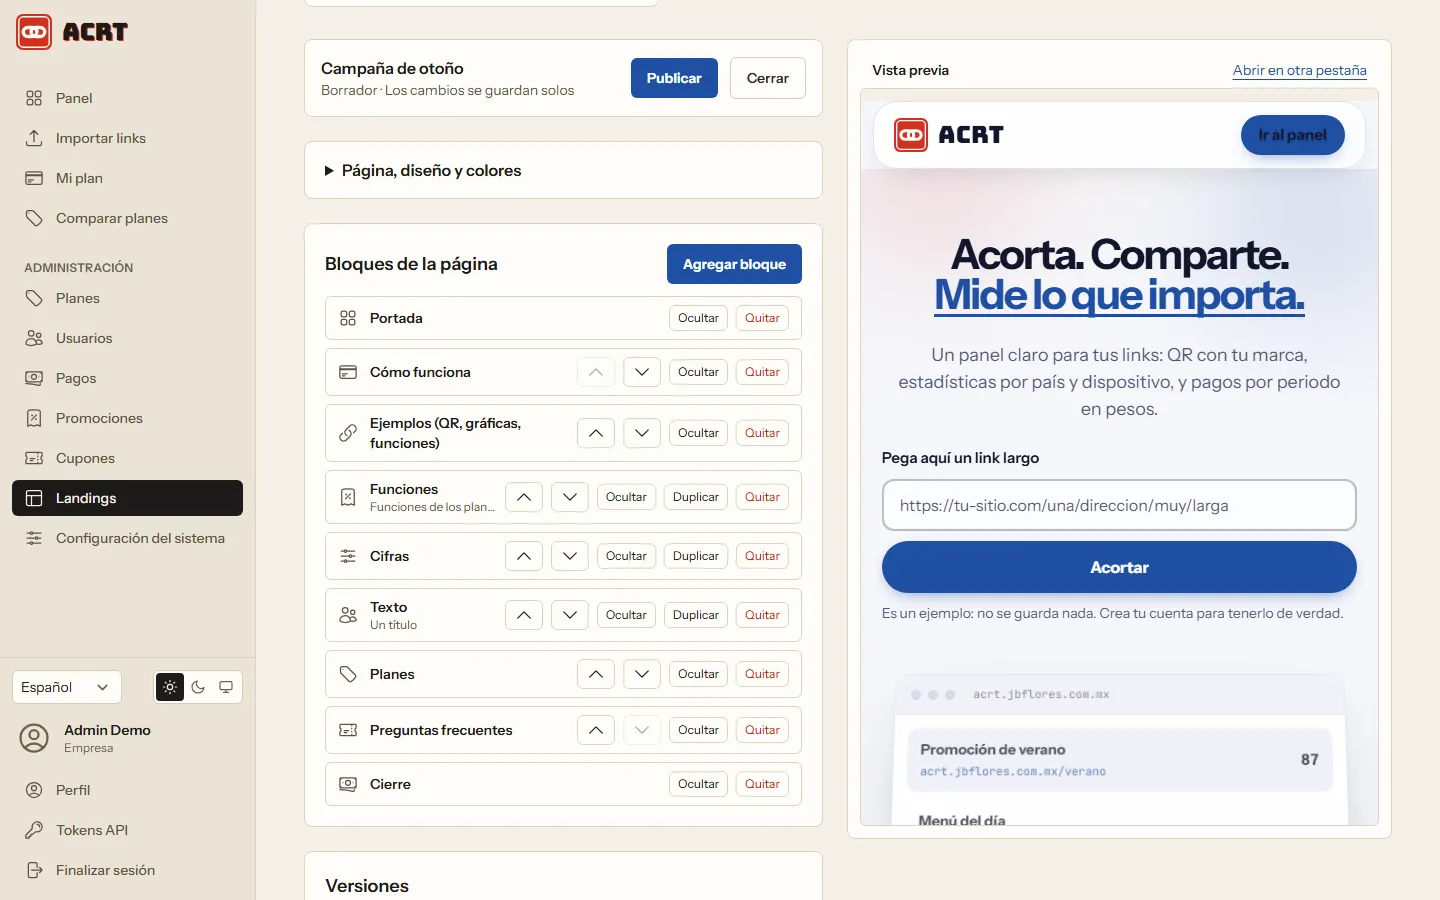 ACRT
Panel
Importar links
Mi plan
Comparar planes
ADMINISTRACIÓN
Planes
Usuarios
Pagos
Promociones
Cupones
Landings
Configuración del sistema
Español
Admin Demo
Empresa
Perfil
Tokens API
Finalizar sesión
Campaña de otoño
Borrador · Los cambios se guardan solos
Publicar
Cerrar
Página, diseño y colores
Bloques de la página
Agregar bloque
Portada
Ocultar
Quitar
Cómo funciona
Ocultar
Quitar
Ejemplos (QR, gráficas,
funciones)
Ocultar
Quitar
Funciones
Funciones de los plan...
Ocultar
Duplicar
Quitar
Cifras
Ocultar
Duplicar
Quitar
Texto
Un título
Ocultar
Duplicar
Quitar
Planes
Ocultar
Quitar
Preguntas frecuentes
Ocultar
Quitar
Cierre
Ocultar
Quitar
Versiones
Vista previa
Abrir en otra pestaña
ACRT
Ir al panel
Acorta. Comparte.
Mide lo que importa.
Un panel claro para tus links: QR con tu marca,
estadísticas por país y dispositivo, y pagos por periodo
en pesos.
Pega aquí un link largo
https://tu-sitio.com/una/direccion/muy/larga
Acortar
Es un ejemplo: no se guarda nada. Crea tu cuenta para tenerlo de verdad.
acrt.jbflores.com.mx
Promoción de verano
87
acrt.jbflores.com.mx/verano
Menú del día